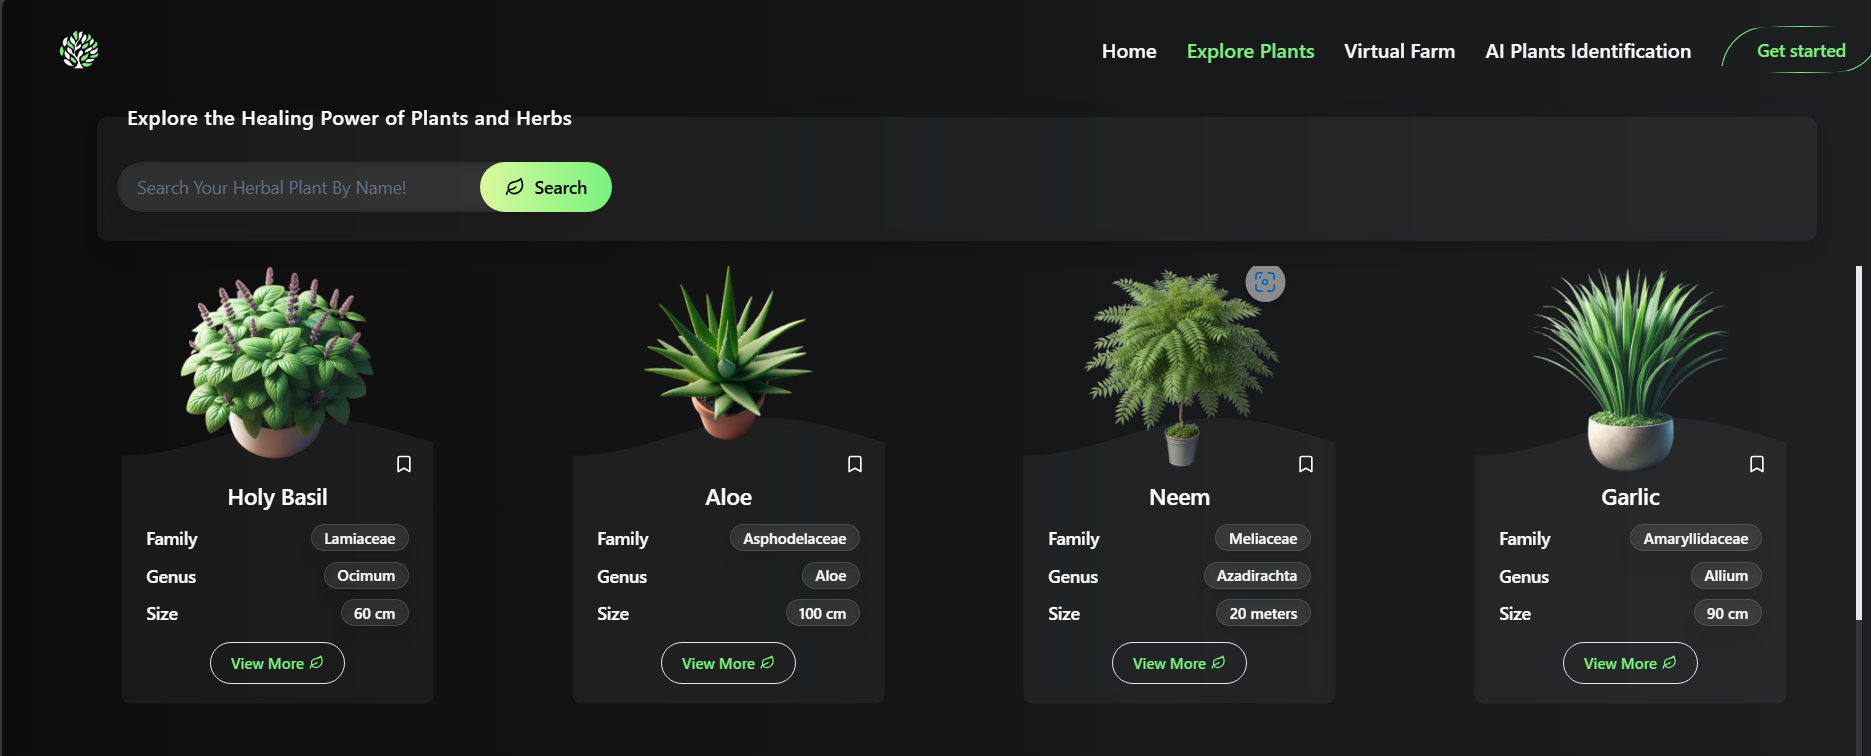 Home Explore Plants Virtual Farm AI Plants Identification Get started
Explore the Healing Power of Plants and Herbs
Search Your Herbal Plant By Name! Search
Holy Basil
Family Lamiaceae
Genus Ocimum
Size 60 cm
View More
Aloe
Family Asphodelaceae
Genus Aloe
Size 100 cm
View More
Neem
Family Meliaceae
Genus Azadirachta
Size 20 meters
View More
Garlic
Family Amaryllidaceae
Genus Allium
Size 90 cm
View More